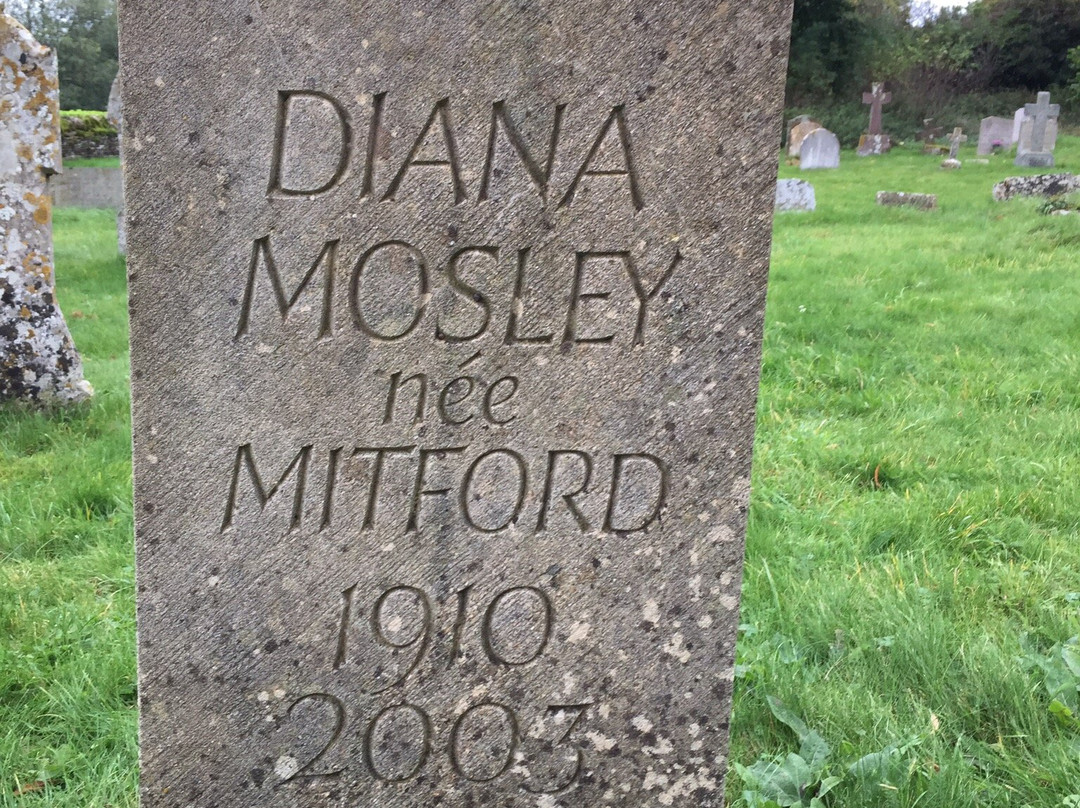 DIANA
MOSLEY
née
MITFORD
1910
2003